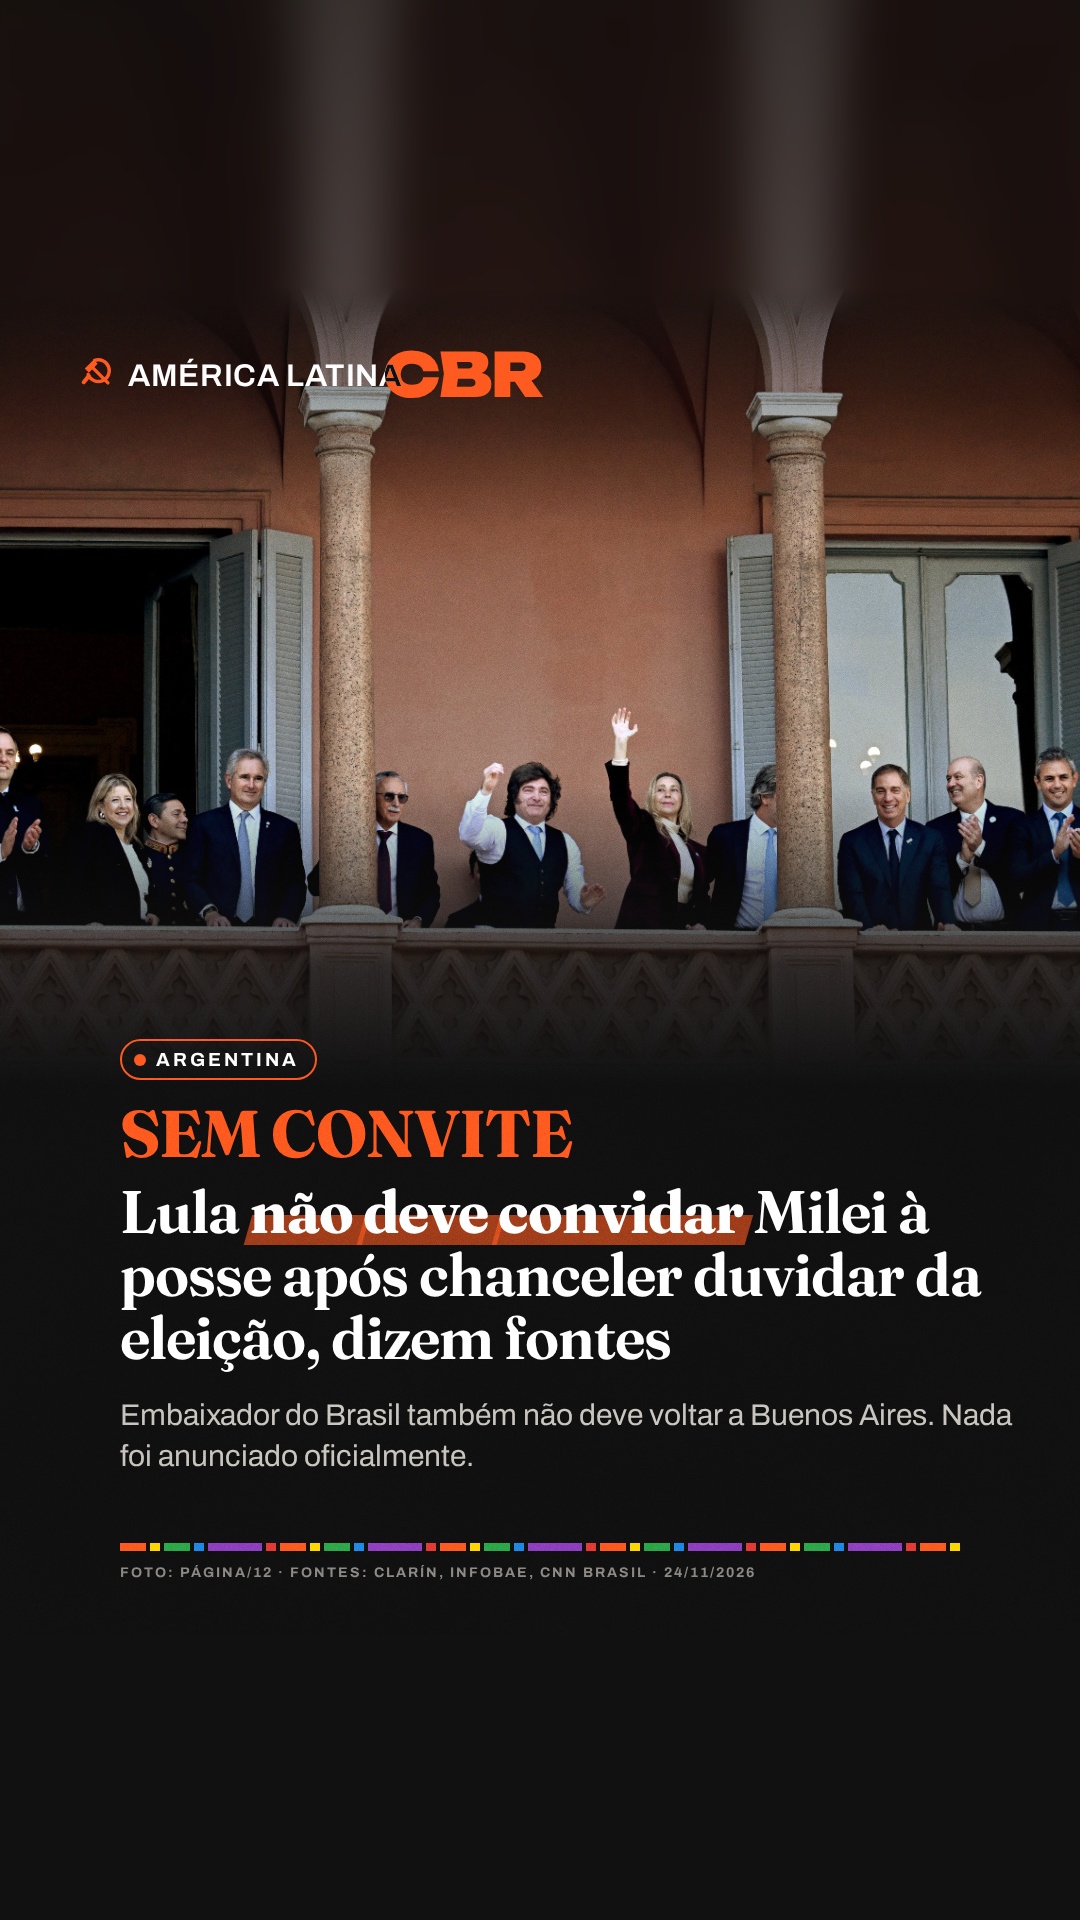 AMÉRICA LATINA
CBR
ARGENTINA
SEM CONVITE
Lula não deve convidar Milei à
posse após chanceler duvidar da
eleição, dizem fontes
Embaixador do Brasil também não deve voltar a Buenos Aires. Nada
foi anunciado oficialmente.
FOTO: PÁGINA/12 · FONTES: CLARÍN, INFOBAE, CNN BRASIL · 24/11/2026